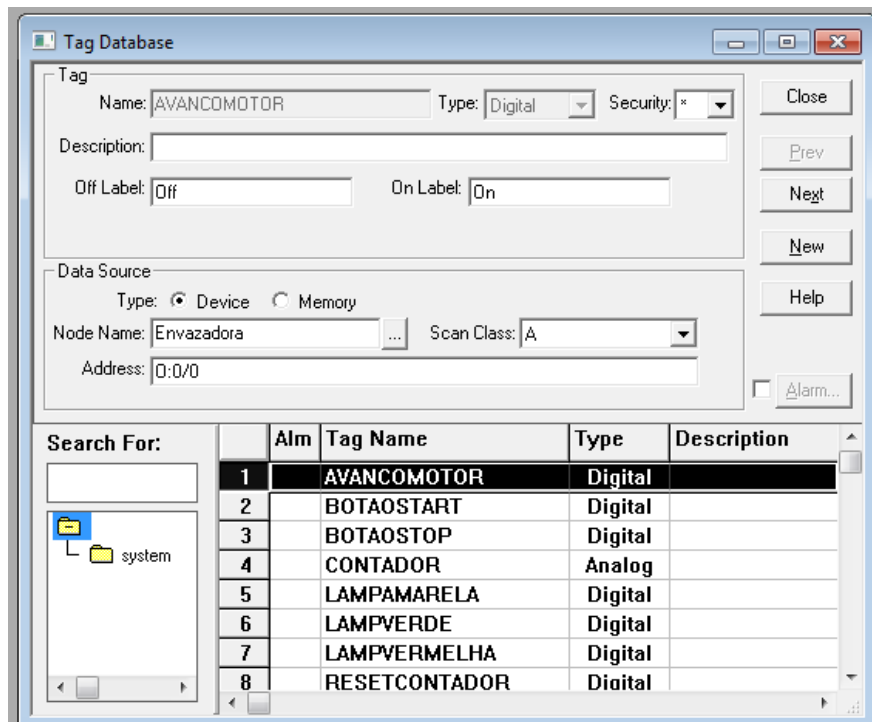 Tag Database
Tag
Name: AVANCOMOTOR Type: Digital Security: * Close
Description: Prev
Off Label: Off On Label: On Next
New
Data Source
Type: Device Memory Help
Node Name: Envazadora ... Scan Class: A
Address: O:0/0 Alarm...
Search For: Alm Tag Name Type Description
1 AVANCOMOTOR Digital
2 BOTAOSTART Digital
system 3 BOTAOSTOP Digital
4 CONTADOR Analog
5 LAMPAMARELA Digital
6 LAMPVERDE Digital
7 LAMPVERMELHA Digital
8 RESETCONTADOR Digital